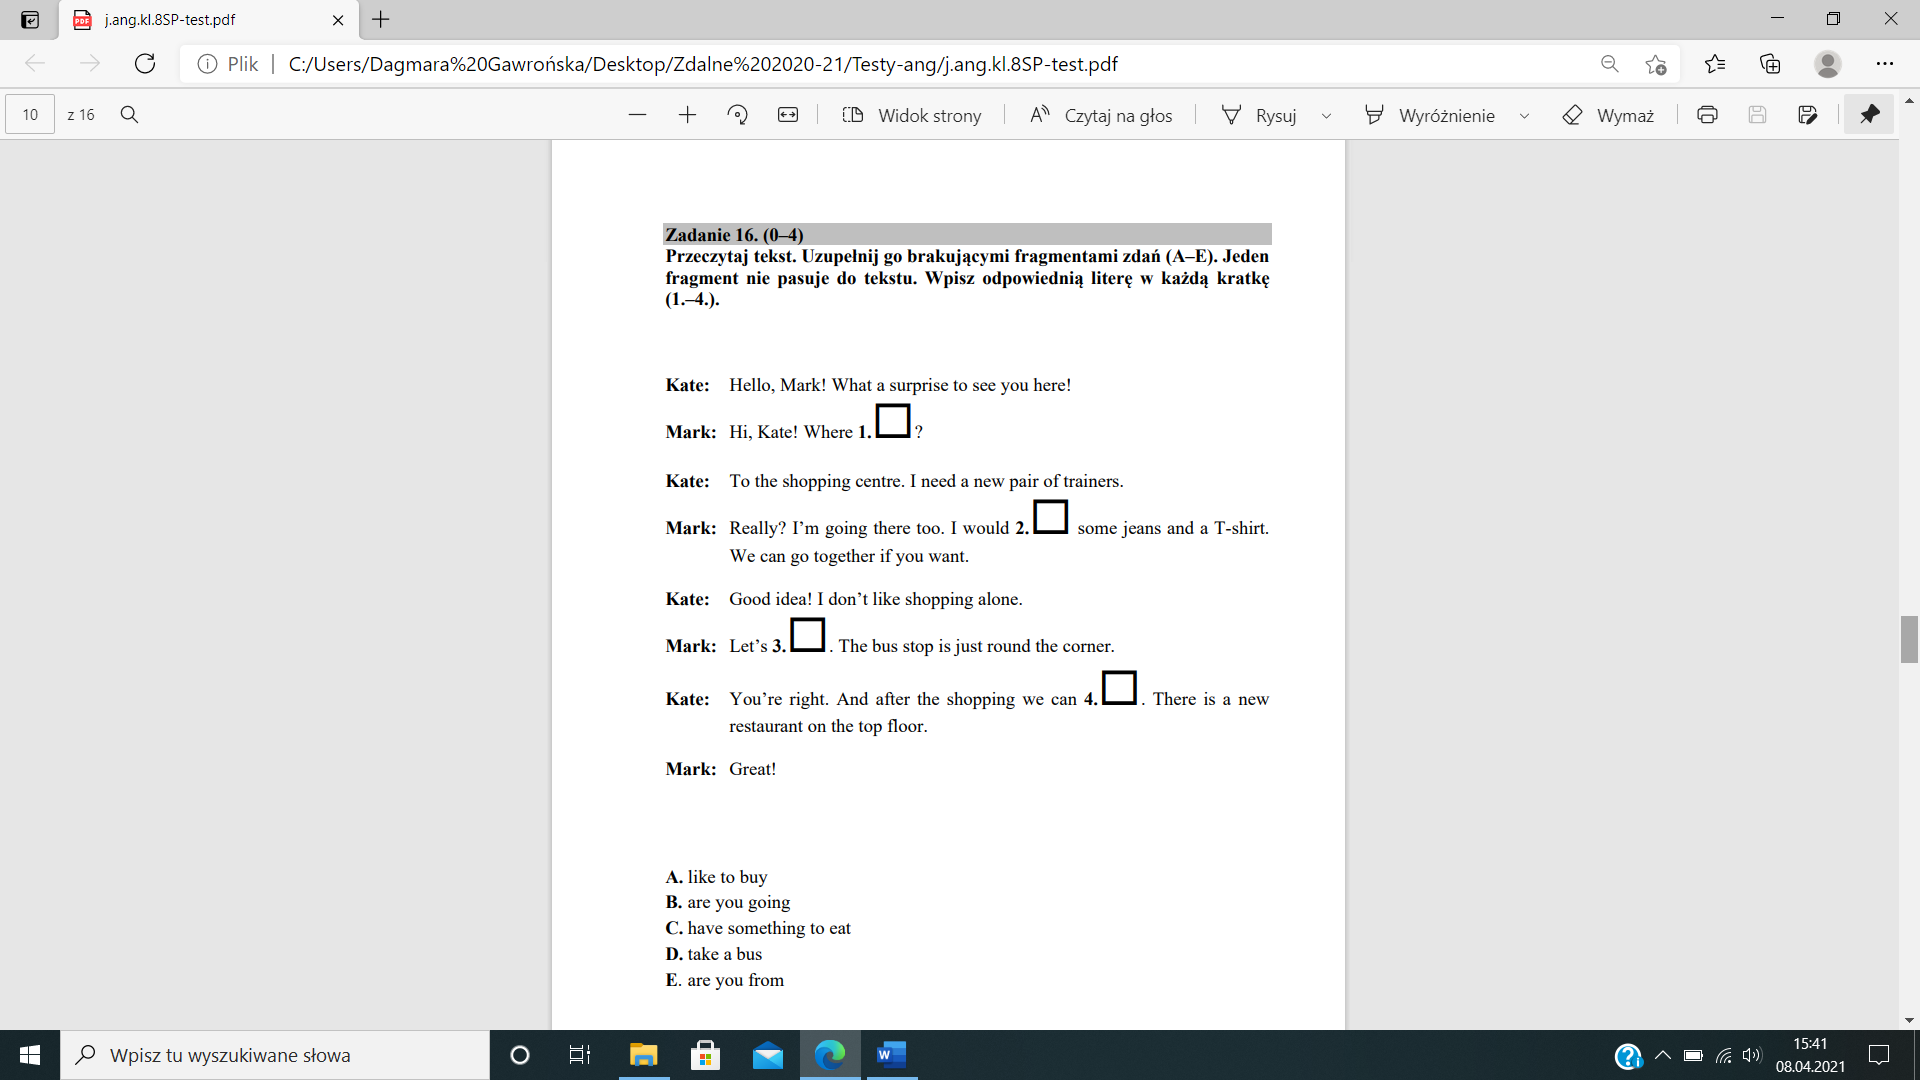 j.ang.kl.8SP-test.pdf
Plik
C:/Users/Dagmara%20Gawrońska/Desktop/Zdalne%202020-21/Testy-ang/j.ang.kl.8SP-test.pdf
10 z 16
Widok strony
Czytaj na głos
Rysuj
Wyróżnienie
Wymaż
Zadanie 16. (0–4)
Przeczytaj tekst. Uzupełnij go brakującymi fragmentami zdań (A–E). Jeden
fragment nie pasuje do tekstu. Wpisz odpowiednią literę w każdą kratkę
(1.–4.).
Kate: Hello, Mark! What a surprise to see you here!
Mark: Hi, Kate! Where 1. ?
Kate: To the shopping centre. I need a new pair of trainers.
Mark: Really? I’m going there too. I would 2. some jeans and a T-shirt.
We can go together if you want.
Kate: Good idea! I don’t like shopping alone.
Mark: Let’s 3. . The bus stop is just round the corner.
Kate: You’re right. And after the shopping we can 4. . There is a new
restaurant on the top floor.
Mark: Great!
A. like to buy
B. are you going
C. have something to eat
D. take a bus
E. are you from
Wpisz tu wyszukiwane słowa
15:41
08.04.2021